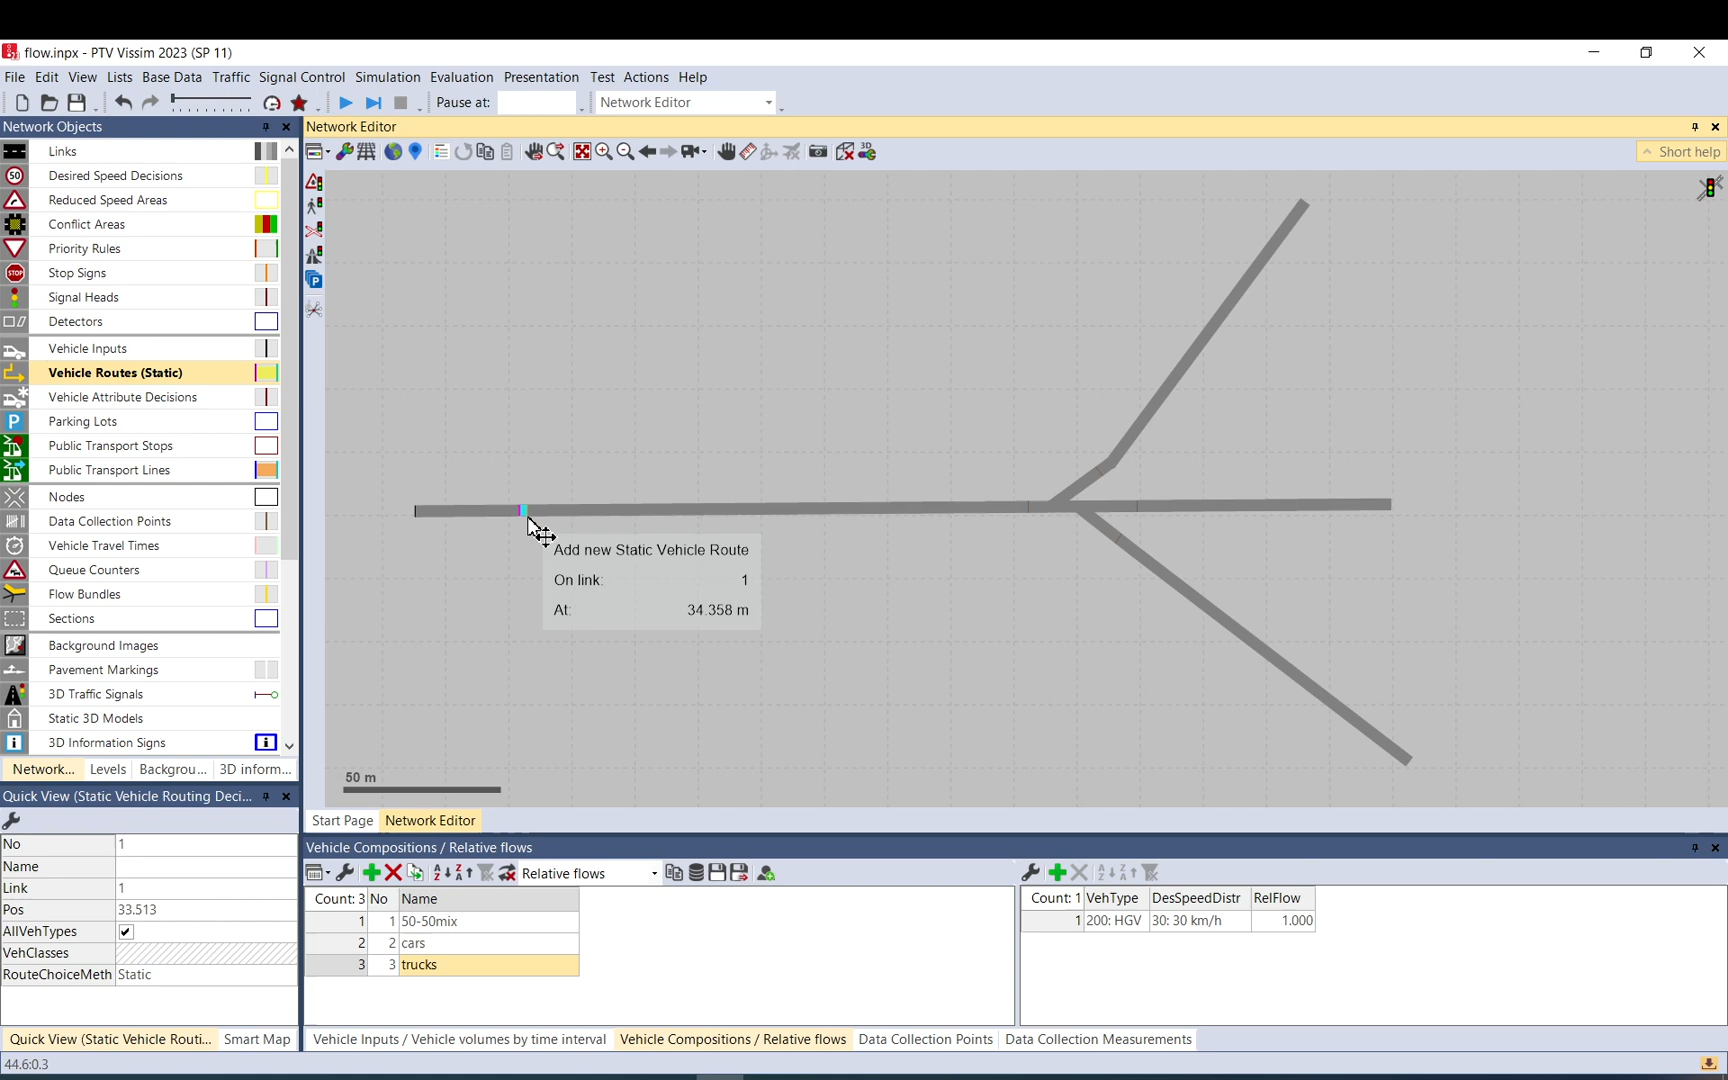 flow.inpx - PTV Vissim 2023 (SP 11)
File Edit View Lists Base Data Traffic Signal Control Simulation Evaluation Presentation Test Actions Help
Pause at: Network Editor
Network Objects
Network Editor
Short help
Links
50 Desired Speed Decisions
Reduced Speed Areas
Conflict Areas
Priority Rules
STOP Stop Signs
Signal Heads
Detectors
Vehicle Inputs
Vehicle Routes (Static)
Vehicle Attribute Decisions
P Parking Lots
Public Transport Stops
Public Transport Lines
Nodes
Data Collection Points
Vehicle Travel Times
Queue Counters
Flow Bundles
Sections
Background Images
Pavement Markings
3D Traffic Signals
Static 3D Models
3D Information Signs
Network... Levels Backgrou... 3D inform...
Add new Static Vehicle Route
On link: 1
At: 34.358 m
50 m
Start Page Network Editor
Quick View (Static Vehicle Routing Deci...
No 1
Name
Link 1
Pos 33.513
AllVehTypes
VehClasses
RouteChoiceMeth Static
Quick View (Static Vehicle Routi... Smart Map
Vehicle Compositions / Relative flows
Relative flows
Count: 3 No Name
1 1 50-50mix
2 2 cars
3 3 trucks
Count: 1 VehType DesSpeedDistr RelFlow
1 200: HGV 30: 30 km/h 1.000
Vehicle Inputs / Vehicle volumes by time interval Vehicle Compositions / Relative flows Data Collection Points Data Collection Measurements
44.6:0.3